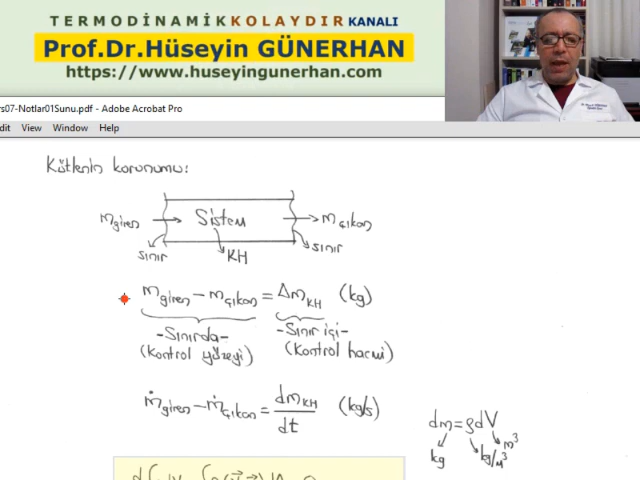 TERMODİNAMİKKOLAYDIR KANALI
Prof.Dr.Hüseyin GÜNERHAN
https://www.huseyingunerhan.com
rs07-Notlar01Sunu.pdf - Adobe Acrobat Pro
dit View Window Help
Kütlenin korunumu:
mgiren Sistem mçıkan
sınır KH sınır
mgiren - mçıkan = ΔmKH (kg)
-Sınırda- -Sınır içi-
(Kontrol yüzeyi) (Kontrol hacmi)
ṁgiren - ṁçıkan = dmKH/dt (kg/s)
dm = ρdV
kg kg/m³ m³